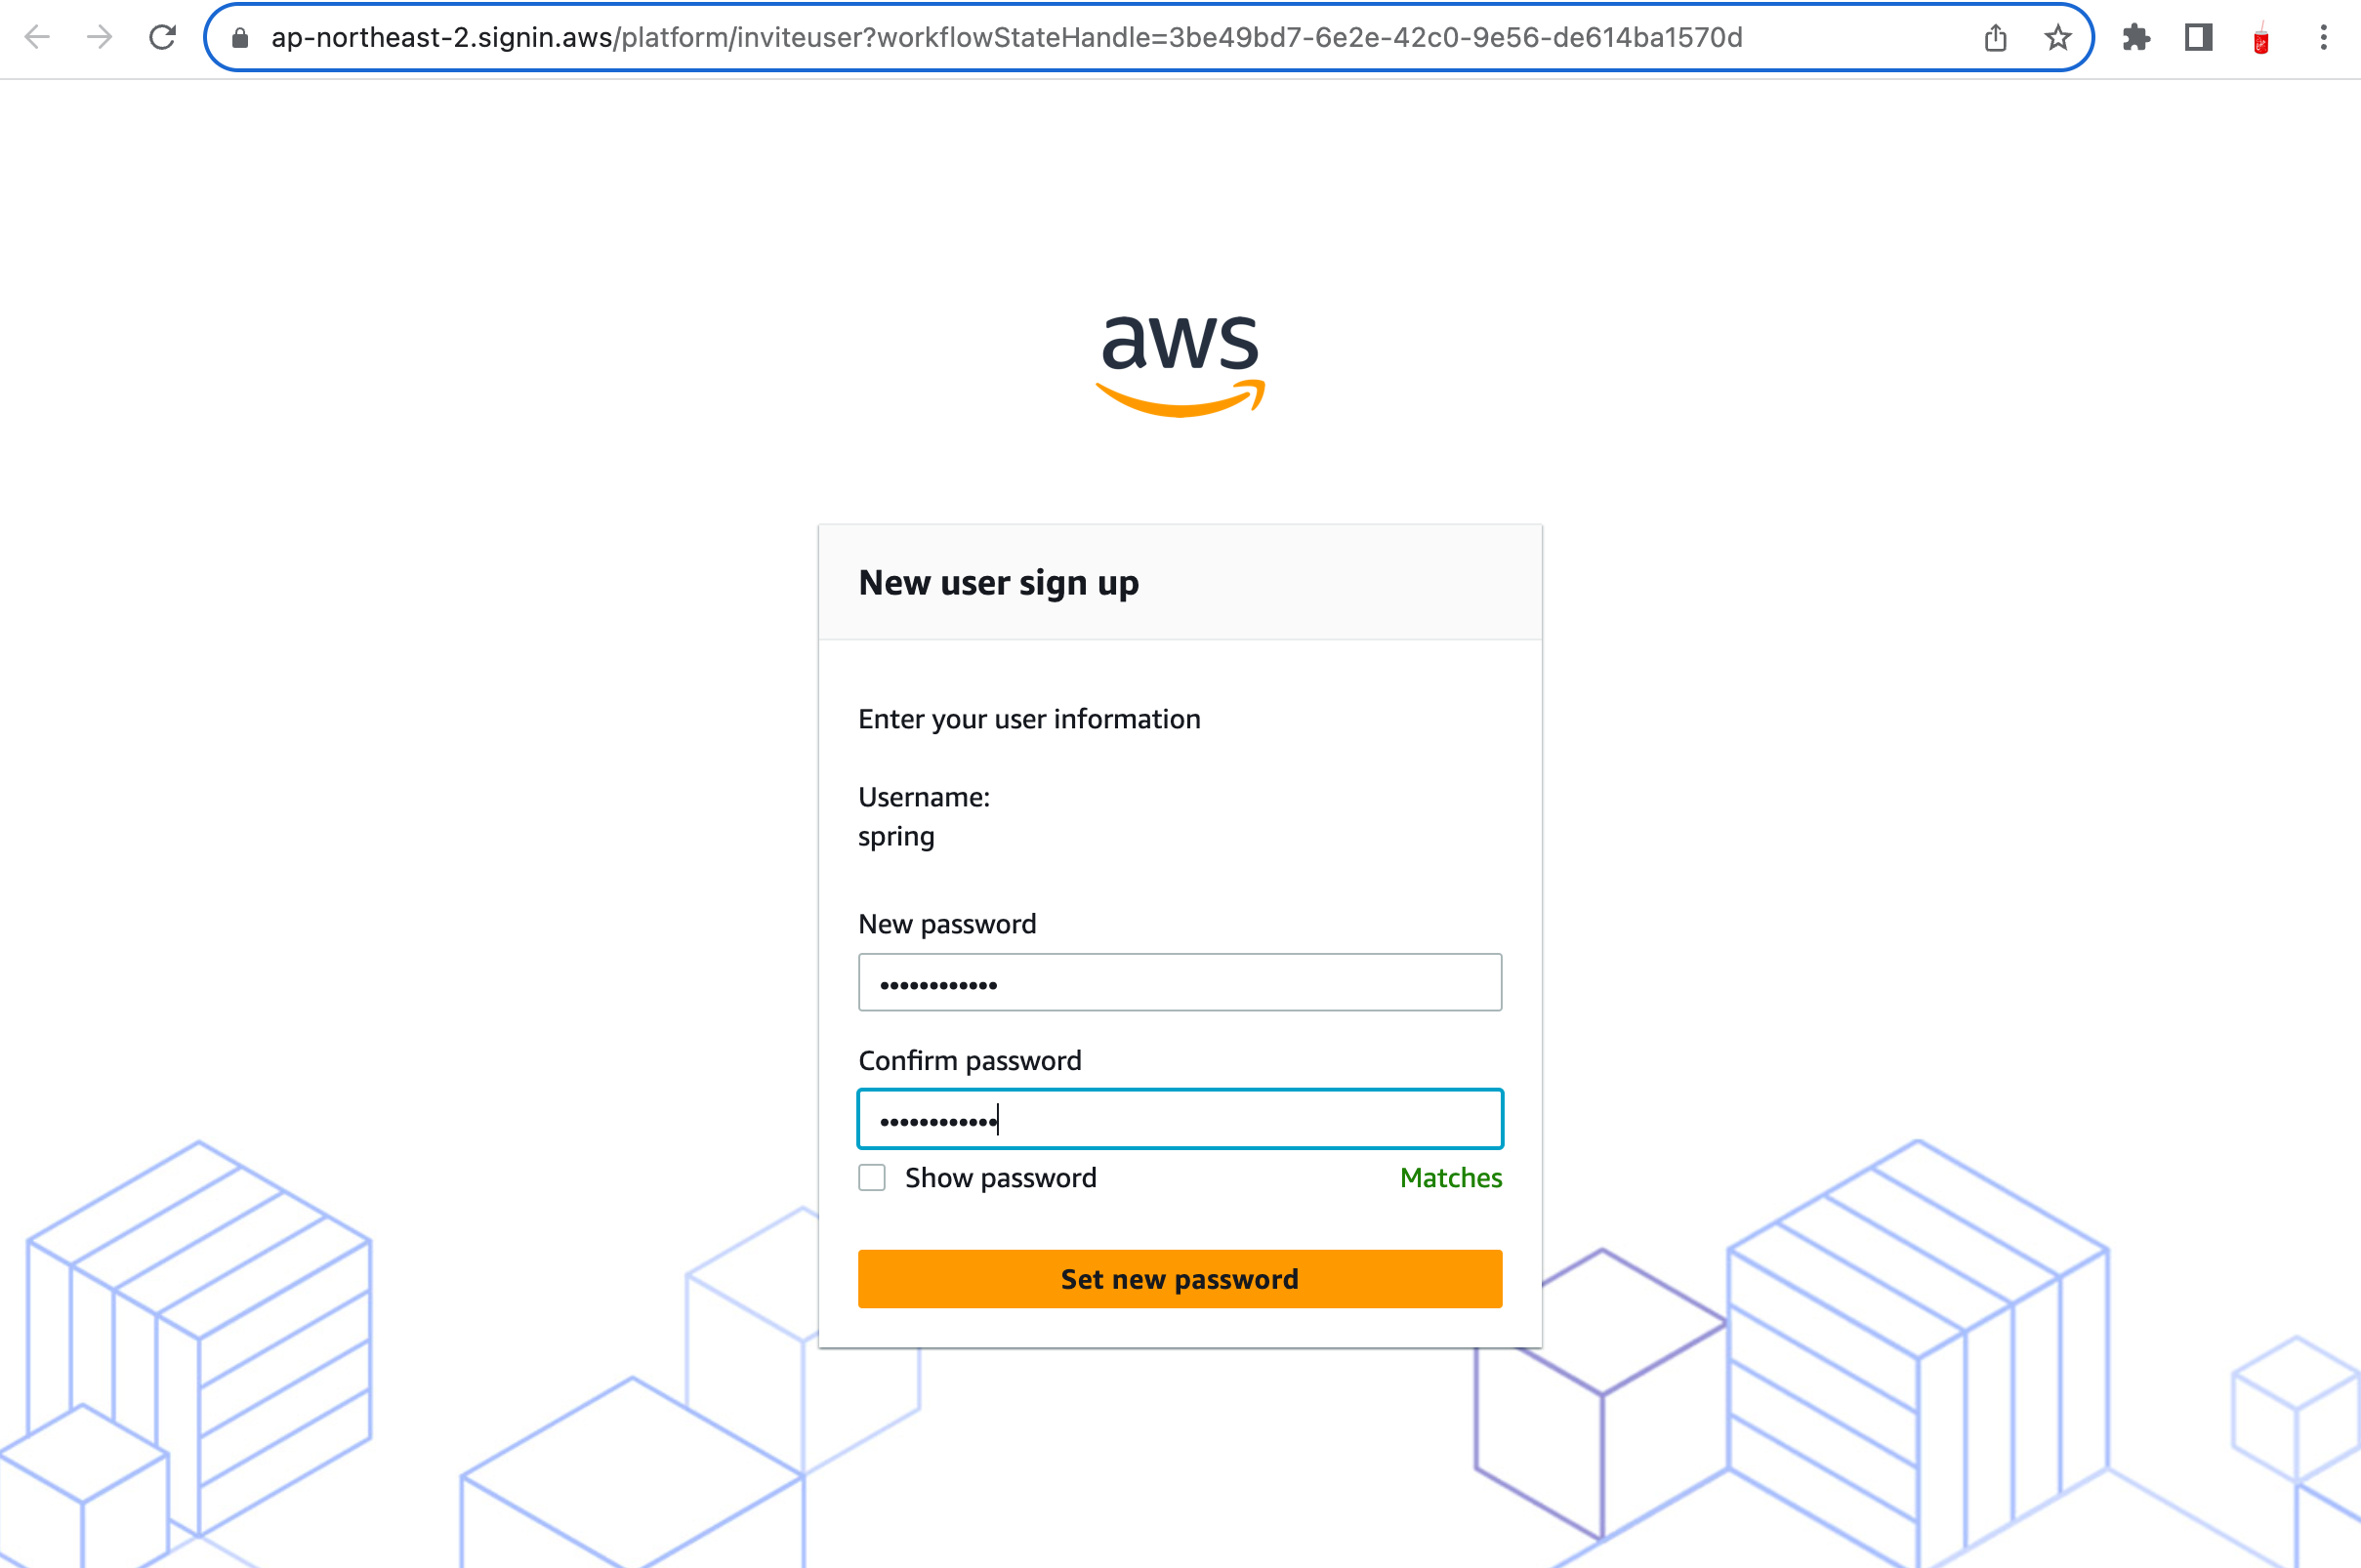 ap-northeast-2.signin.aws/platform/inviteuser?workflowStateHandle=3be49bd7-6e2e-42c0-9e56-de614ba1570d
aws
New user sign up
Enter your user information
Username:
spring
New password
••••••••••••
Confirm password
••••••••••••
Show password
Matches
Set new password